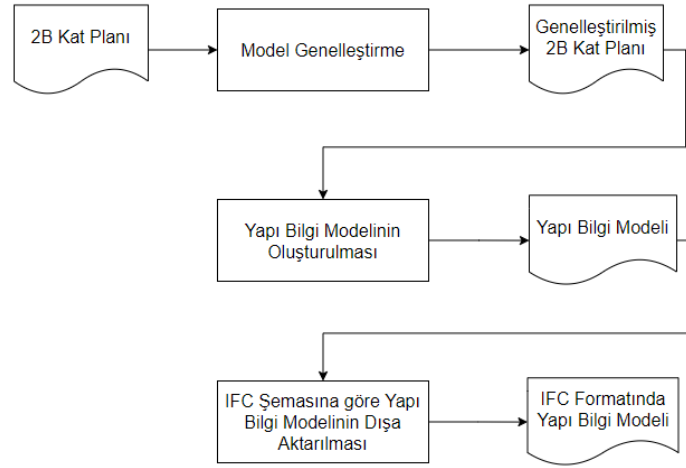 2B Kat Planı
Model Genelleştirme
Genelleştirilmiş
2B Kat Planı
Yapı Bilgi Modelinin
Oluşturulması
Yapı Bilgi Modeli
IFC Şemasına göre Yapı
Bilgi Modelinin Dışa
Aktarılması
IFC Formatında
Yapı Bilgi Modeli